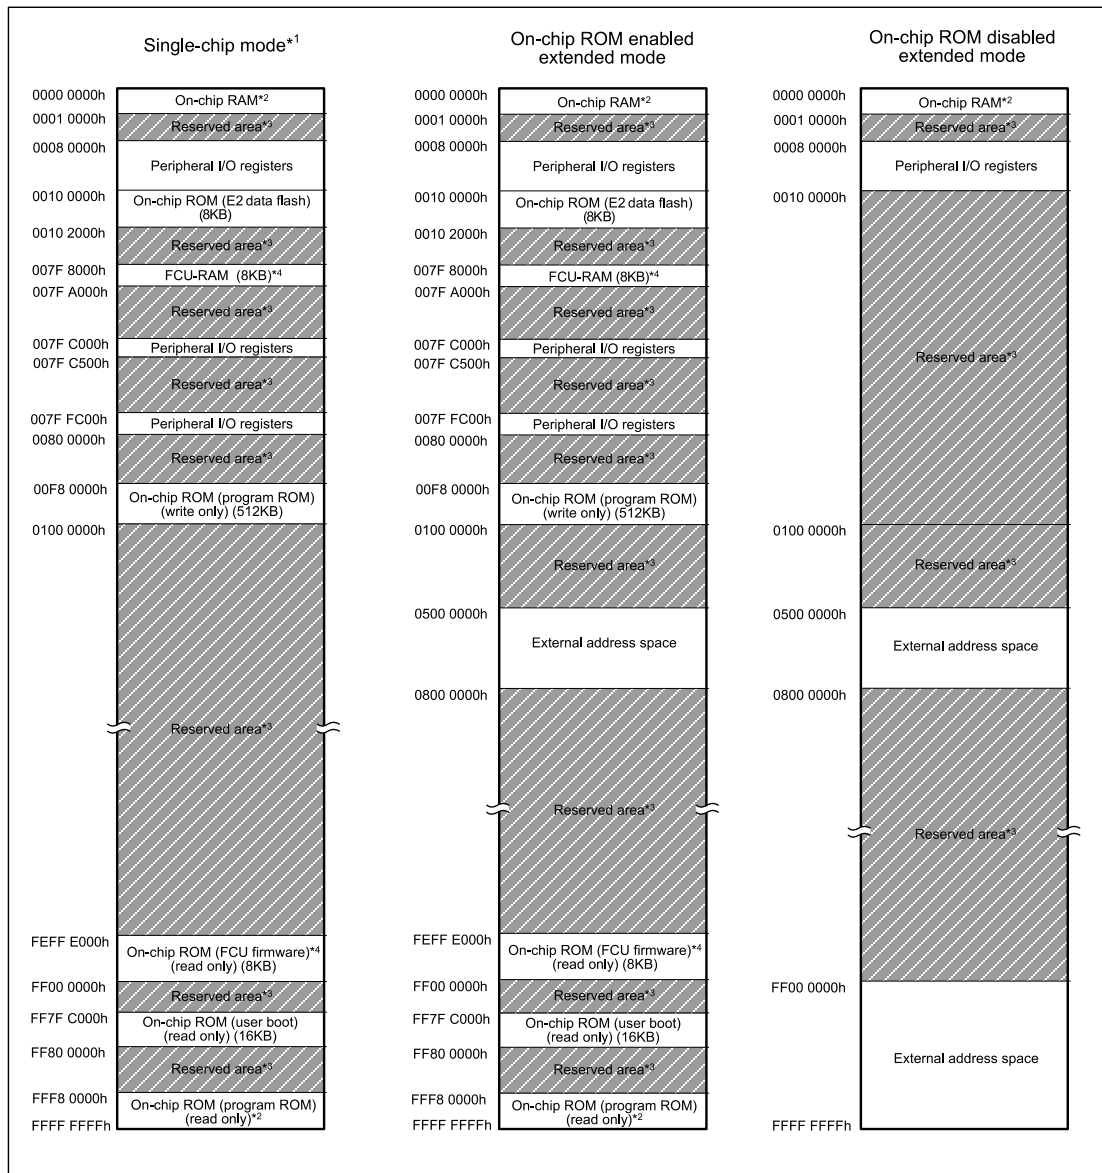 Single-chip mode*1
0000 0000h
On-chip RAM*2
0001 0000h
Reserved area*3
0008 0000h
Peripheral I/O registers
0010 0000h
On-chip ROM (E2 data flash)
(8KB)
0010 2000h
Reserved area*3
007F 8000h
FCU-RAM (8KB)*4
007F A000h
Reserved area*3
007F C000h
Peripheral I/O registers
007F C500h
Reserved area*3
007F FC00h
Peripheral I/O registers
0080 0000h
Reserved area*3
00F8 0000h
On-chip ROM (program ROM)
(write only) (512KB)
0100 0000h
Reserved area*3
FEFF E000h
On-chip ROM (FCU firmware)*4
(read only) (8KB)
FF00 0000h
Reserved area*3
FF7F C000h
On-chip ROM (user boot)
(read only) (16KB)
FF80 0000h
Reserved area*3
FFF8 0000h
On-chip ROM (program ROM)
(read only)*2
FFFF FFFFh
On-chip ROM enabled
extended mode
0000 0000h
On-chip RAM*2
0001 0000h
Reserved area*3
0008 0000h
Peripheral I/O registers
0010 0000h
On-chip ROM (E2 data flash)
(8KB)
0010 2000h
Reserved area*3
007F 8000h
FCU-RAM (8KB)*4
007F A000h
Reserved area*3
007F C000h
Peripheral I/O registers
007F C500h
Reserved area*3
007F FC00h
Peripheral I/O registers
0080 0000h
Reserved area*3
00F8 0000h
On-chip ROM (program ROM)
(write only) (512KB)
0100 0000h
Reserved area*3
0500 0000h
External address space
0800 0000h
Reserved area*3
FEFF E000h
On-chip ROM (FCU firmware)*4
(read only) (8KB)
FF00 0000h
Reserved area*3
FF7F C000h
On-chip ROM (user boot)
(read only) (16KB)
FF80 0000h
Reserved area*3
FFF8 0000h
On-chip ROM (program ROM)
(read only)*2
FFFF FFFFh
On-chip ROM disabled
extended mode
0000 0000h
On-chip RAM*2
0001 0000h
Reserved area*3
0008 0000h
Peripheral I/O registers
0010 0000h
Reserved area*3
0100 0000h
Reserved area*3
0500 0000h
External address space
0800 0000h
Reserved area*3
FF00 0000h
External address space
FFFF FFFFh